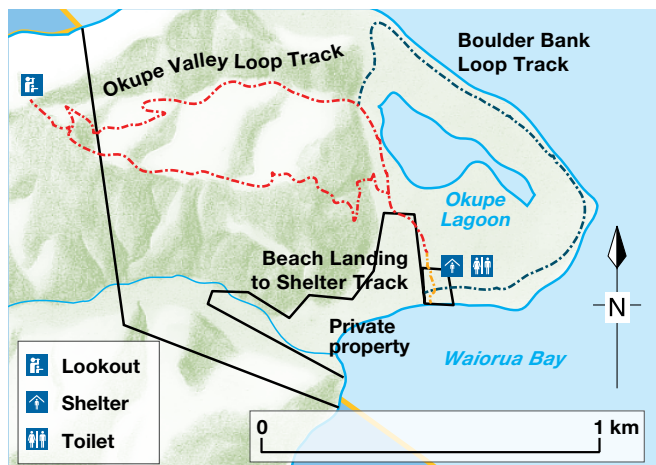 Okupe Valley Loop Track
Boulder Bank
Loop Track
Okupe
Lagoon
Beach Landing
to Shelter Track
Private
property
Waiorua Bay
N
Lookout
Shelter
Toilet
0
1 km